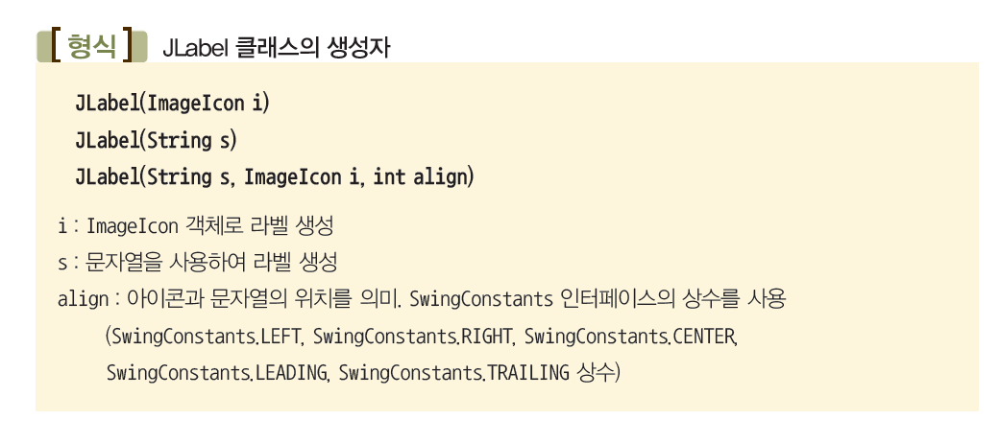 [형식] JLabel 클래스의 생성자
JLabel(ImageIcon i)
JLabel(String s)
JLabel(String s, ImageIcon i, int align)
i : ImageIcon 객체로 라벨 생성
s : 문자열을 사용하여 라벨 생성
align : 아이콘과 문자열의 위치를 의미. SwingConstants 인터페이스의 상수를 사용
(SwingConstants.LEFT, SwingConstants.RIGHT, SwingConstants.CENTER,
SwingConstants.LEADING, SwingConstants.TRAILING 상수)